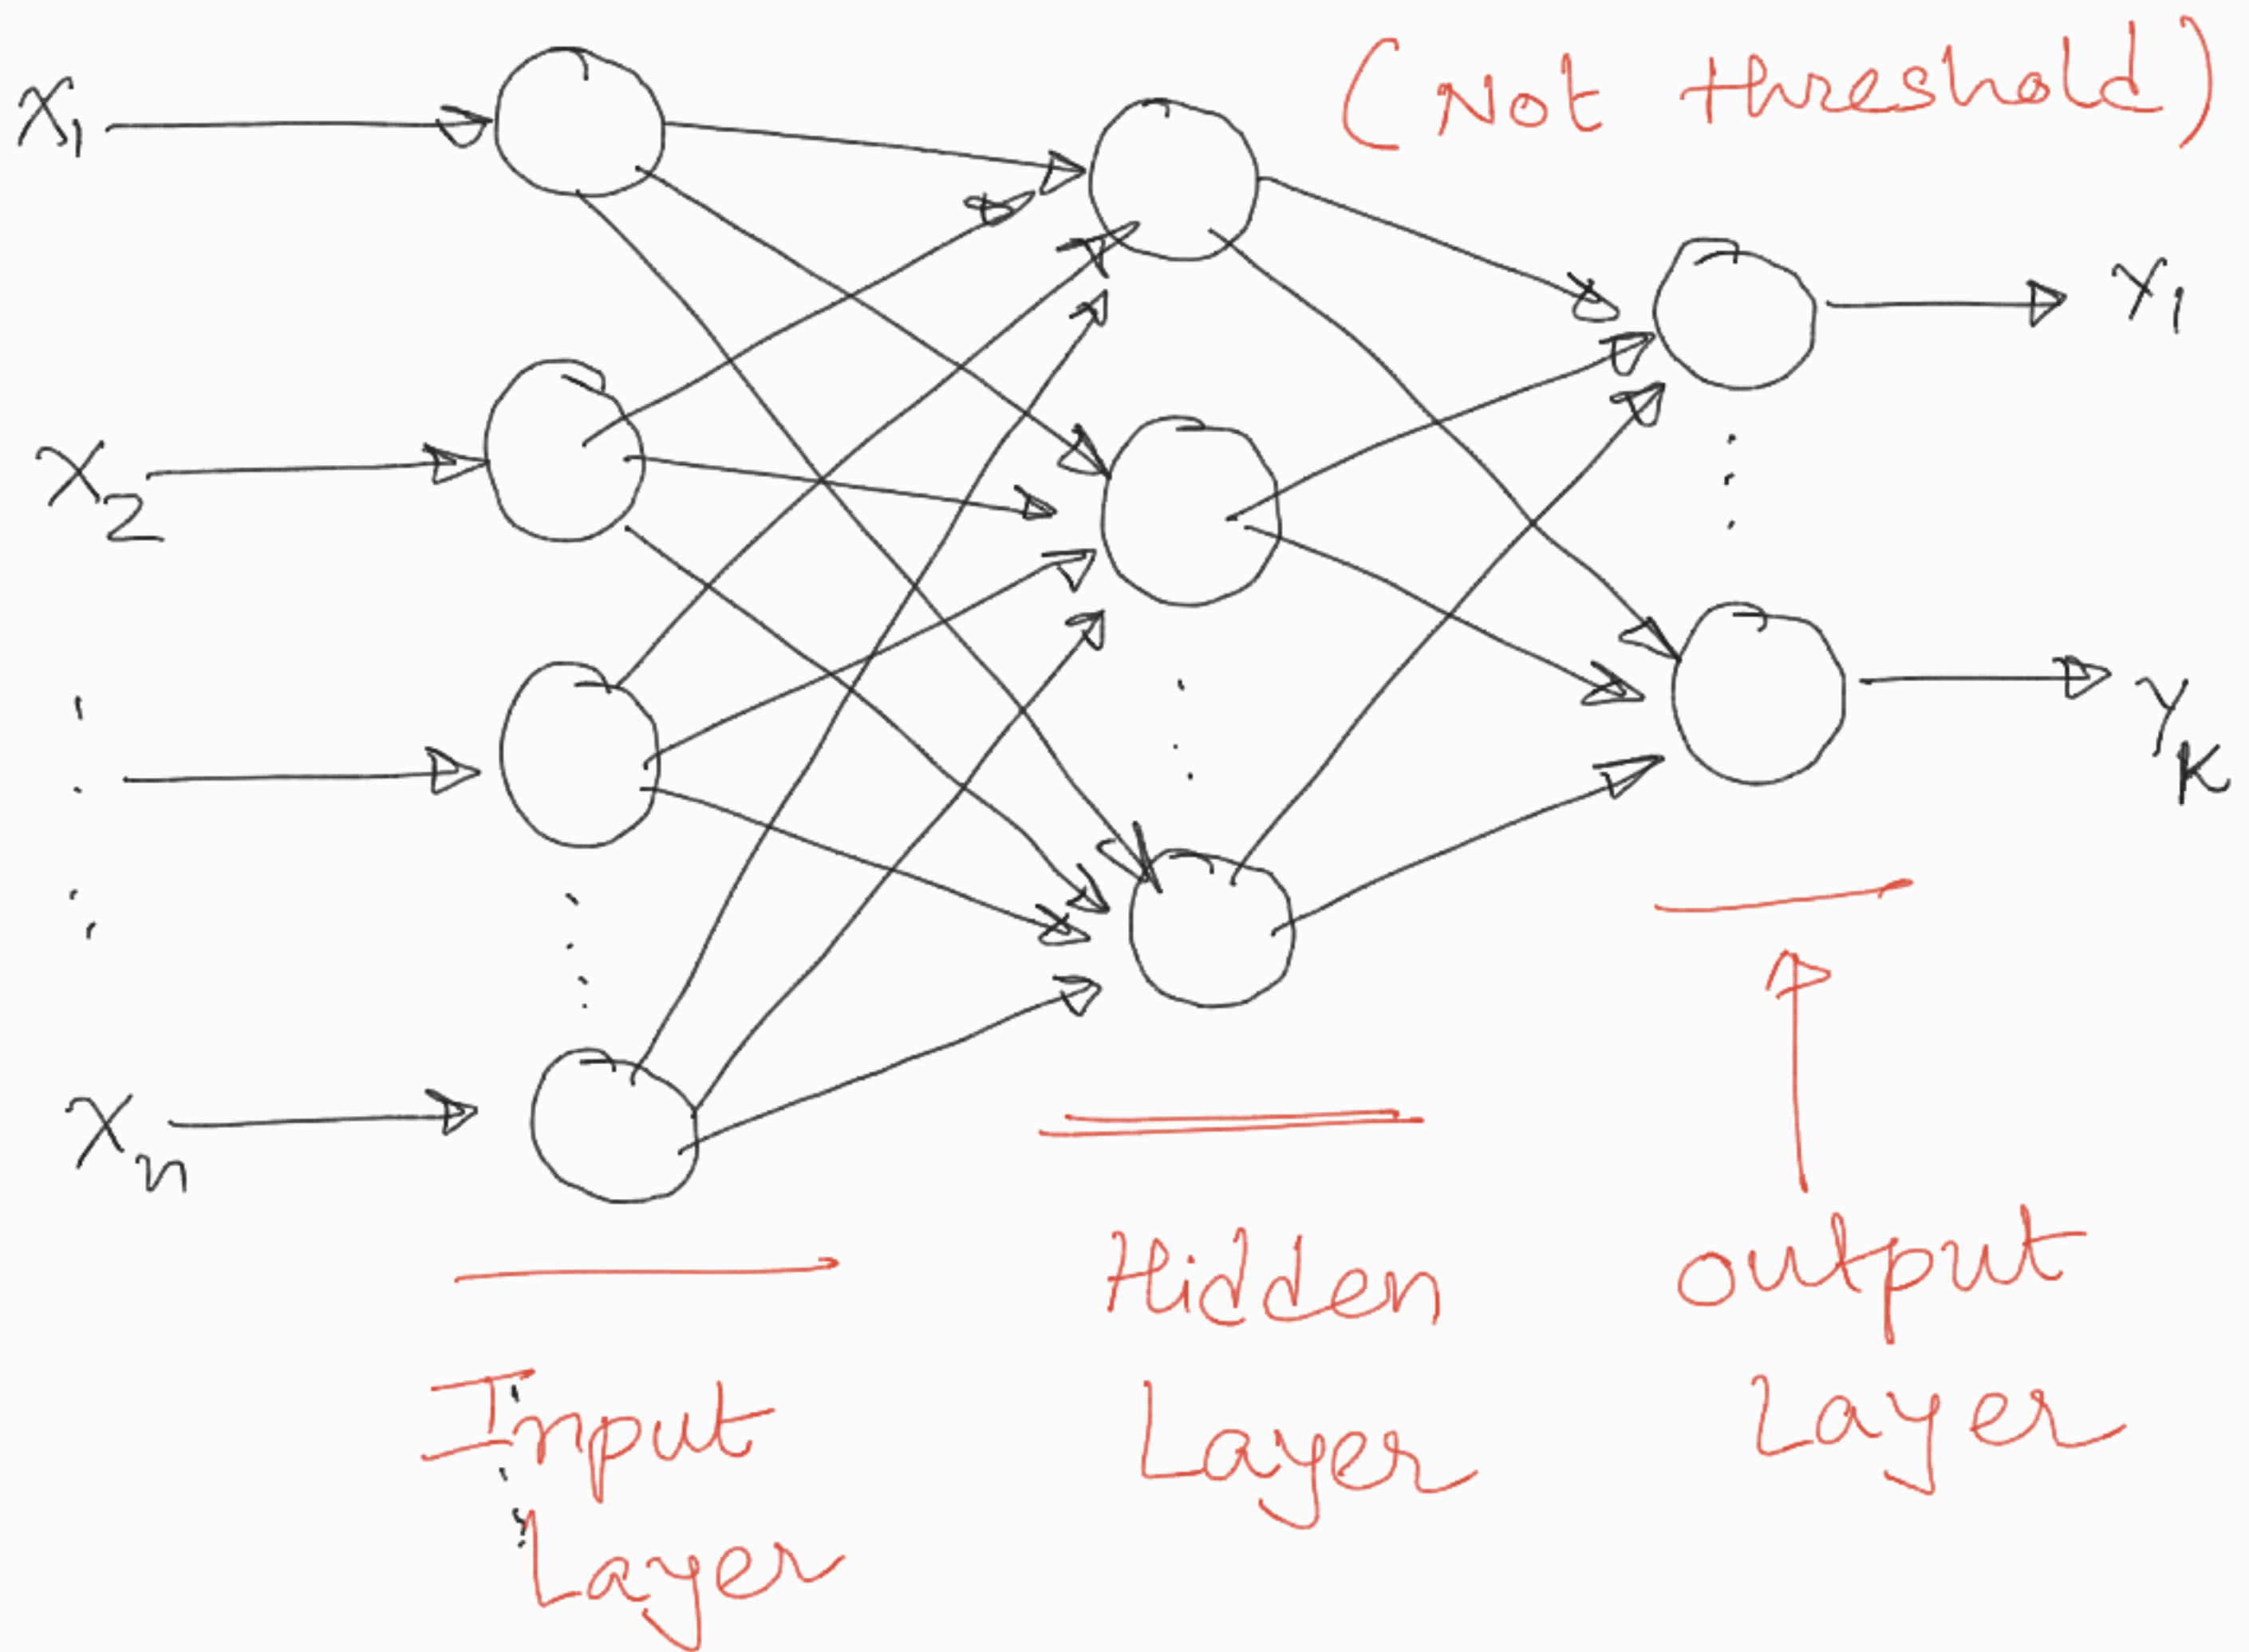 (Not threshold)
X1
Y1
X2
YK
Xn
Input
Layer
Hidden
Layer
output
Layer